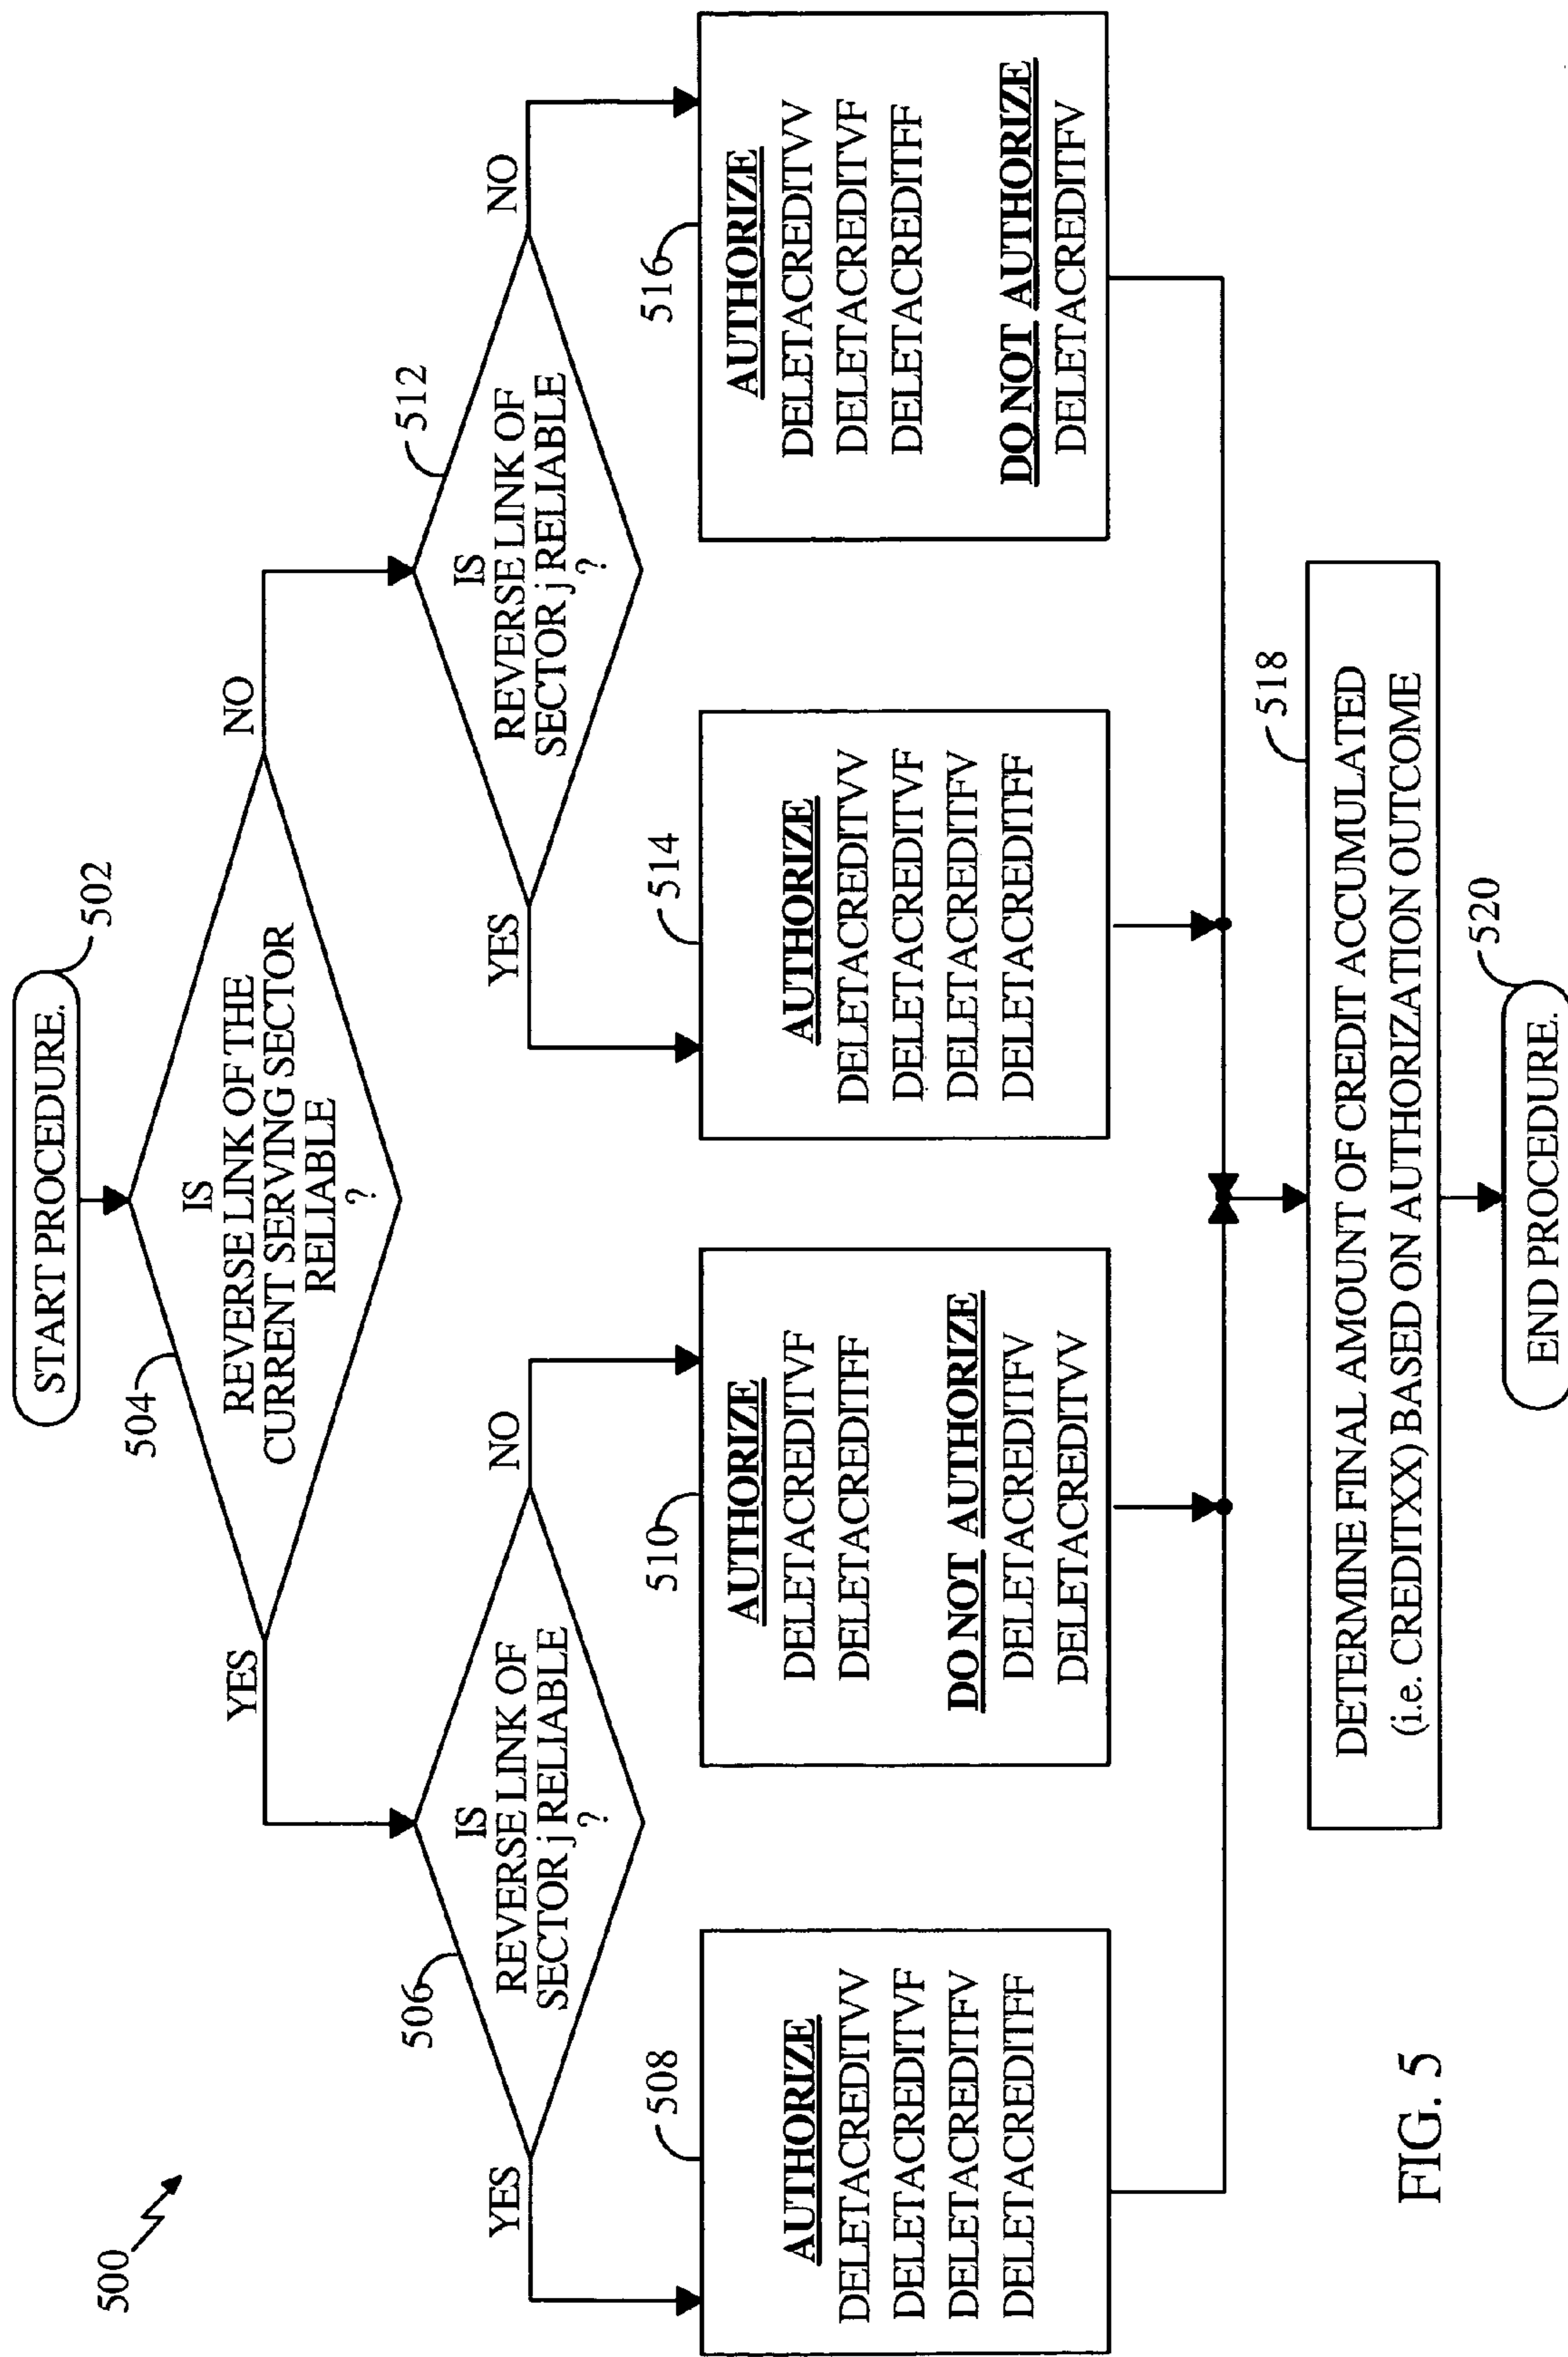 500
START PROCEDURE.
502
504
IS
REVERSE LINK OF THE
CURRENT SERVING SECTOR
RELIABLE
?
YES
NO
506
IS
REVERSE LINK OF
SECTOR j RELIABLE
?
YES
NO
512
IS
REVERSE LINK OF
SECTOR j RELIABLE
?
YES
NO
508
AUTHORIZE
DELETACREDITVV
DELETACREDITVF
DELETACREDITFV
DELETACREDITFF
510
AUTHORIZE
DELETACREDITVF
DELETACREDITFF
DO NOT AUTHORIZE
DELETACREDITFV
DELETACREDITVV
514
AUTHORIZE
DELETACREDITVV
DELETACREDITVF
DELETACREDITFV
DELETACREDITFF
516
AUTHORIZE
DELETACREDITVV
DELETACREDITVF
DELETACREDITFF
DO NOT AUTHORIZE
DELETACREDITFV
518
DETERMINE FINAL AMOUNT OF CREDIT ACCUMULATED
(i.e. CREDITXX) BASED ON AUTHORIZATION OUTCOME
520
END PROCEDURE.
FIG. 5